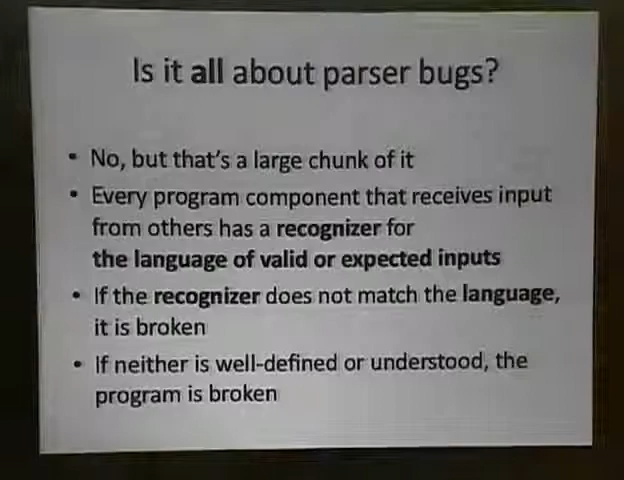 Is it all about parser bugs?
• No, but that's a large chunk of it
• Every program component that receives input
from others has a recognizer for
the language of valid or expected inputs
• If the recognizer does not match the language,
it is broken
• If neither is well-defined or understood, the
program is broken